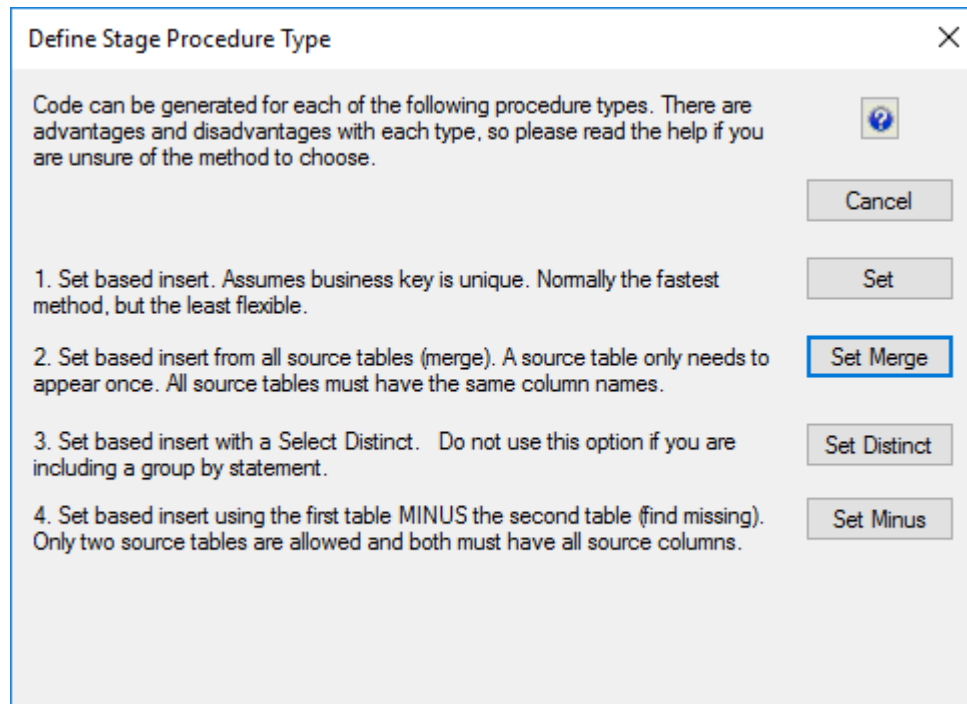 Define Stage Procedure Type
Code can be generated for each of the following procedure types. There are
advantages and disadvantages with each type, so please read the help if you
are unsure of the method to choose.
Cancel
1. Set based insert. Assumes business key is unique. Normally the fastest
method, but the least flexible.
Set
2. Set based insert from all source tables (merge). A source table only needs to
appear once. All source tables must have the same column names.
Set Merge
3. Set based insert with a Select Distinct.   Do not use this option if you are
including a group by statement.
Set Distinct
4. Set based insert using the first table MINUS the second table (find missing).
Only two source tables are allowed and both must have all source columns.
Set Minus